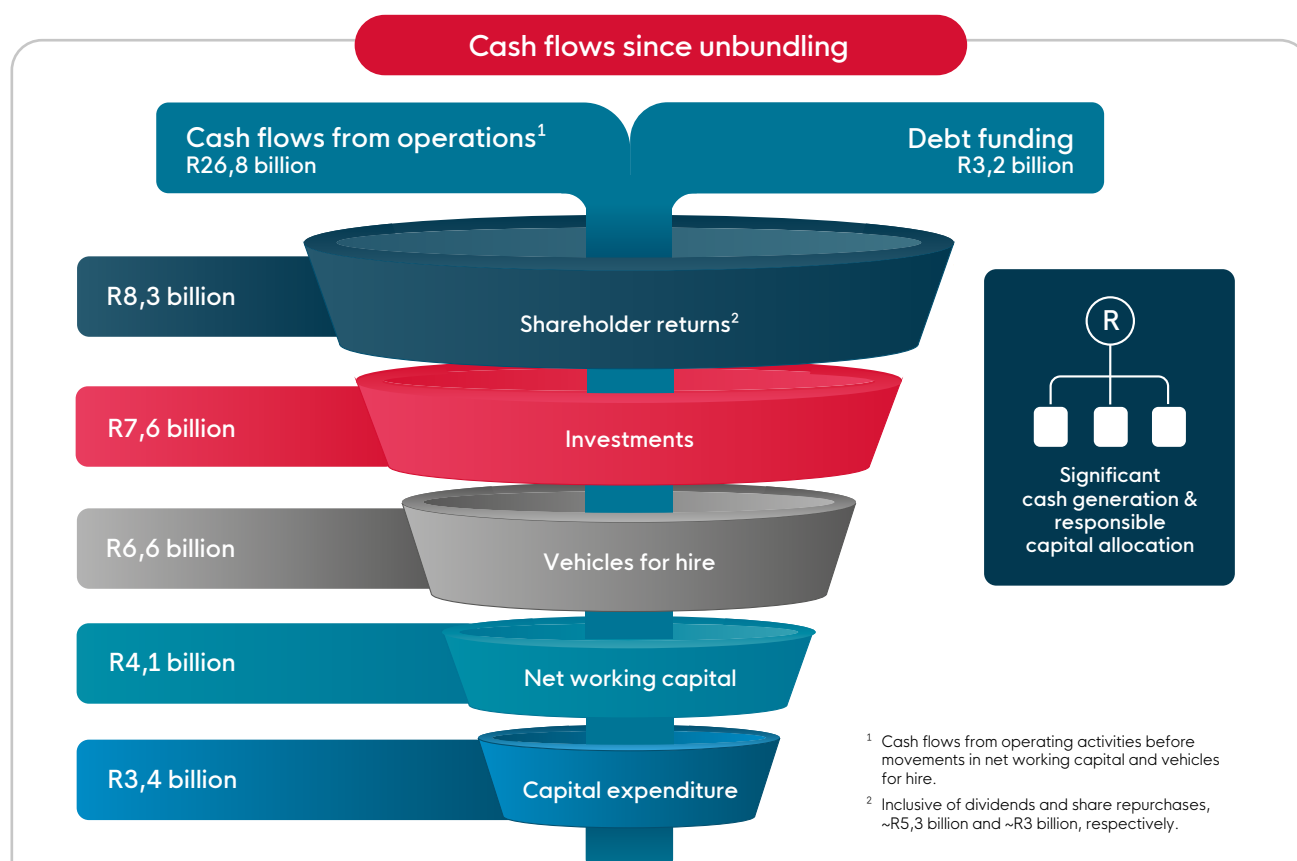 Cash flows since unbundling
Cash flows from operations¹
R26,8 billion
Debt funding
R3,2 billion
R8,3 billion
Shareholder returns²
R7,6 billion
Investments
R6,6 billion
Vehicles for hire
R4,1 billion
Net working capital
R3,4 billion
Capital expenditure
R
Significant
cash generation &
responsible
capital allocation
¹ Cash flows from operating activities before
movements in net working capital and vehicles
for hire.
² Inclusive of dividends and share repurchases,
~R5,3 billion and ~R3 billion, respectively.